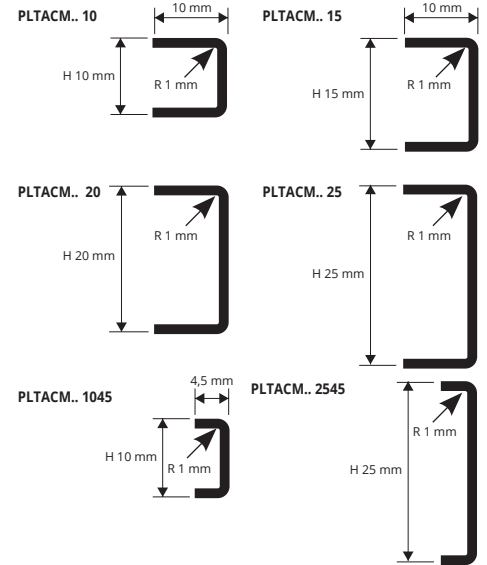 PLTACM.. 10
10 mm
H 10 mm
R 1 mm
PLTACM.. 15
10 mm
H 15 mm
R 1 mm
PLTACM.. 20
H 20 mm
R 1 mm
PLTACM.. 25
H 25 mm
R 1 mm
PLTACM.. 1045
4,5 mm
H 10 mm
R 1 mm
PLTACM.. 2545
H 25 mm
R 1 mm